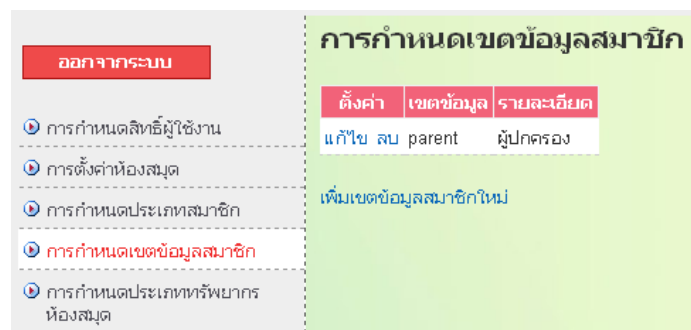 ออกจากระบบ
การกำหนดสิทธิ์ผู้ใช้งาน
การตั้งค่าห้องสมุด
การกำหนดประเภทสมาชิก
การกำหนดเขตข้อมูลสมาชิก
การกำหนดประเภททรัพยากร
ห้องสมุด
การกำหนดเขตข้อมูลสมาชิก
ตั้งค่า เขตข้อมูล รายละเอียด
แก้ไข ลบ parent ผู้ปกครอง
เพิ่มเขตข้อมูลสมาชิกใหม่